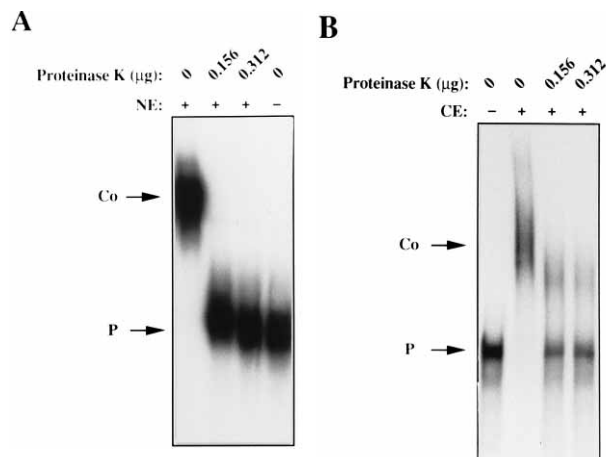 A
Proteinase K (µg): 0 0.156 0.312 0
NE: + + + −
Co
P
B
Proteinase K (µg): 0 0 0.156 0.312
CE: − + + +
Co
P